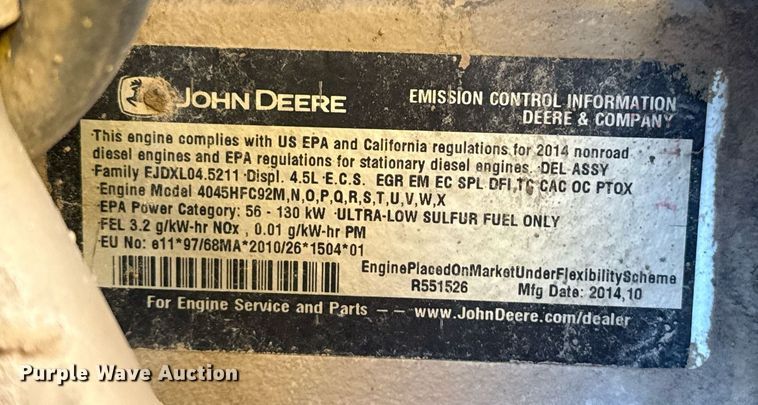 JOHN DEERE
EMISSION CONTROL INFORMATION
DEERE & COMPANY
This engine complies with US EPA and California regulations for 2014 nonroad
diesel engines and EPA regulations for stationary diesel engines. DEL ASSY
Family EJDXL04.5211 Displ. 4.5L E.C.S. EGR EM EC SPL DFI,TC CAC OC PTOX
Engine Model 4045HFC92M,N,O,P,Q,R,S,T,U,V,W,X
EPA Power Category: 56 - 130 kW ULTRA-LOW SULFUR FUEL ONLY
FEL 3.2 g/kW-hr NOx , 0.01 g/kW-hr PM
EU No: e11*97/68MA*2010/26*1504*01
EnginePlacedOnMarketUnderFlexibilityScheme
R551526 Mfg Date: 2014,10
For Engine Service and Parts -- www.JohnDeere.com/dealer
Purple Wave Auction